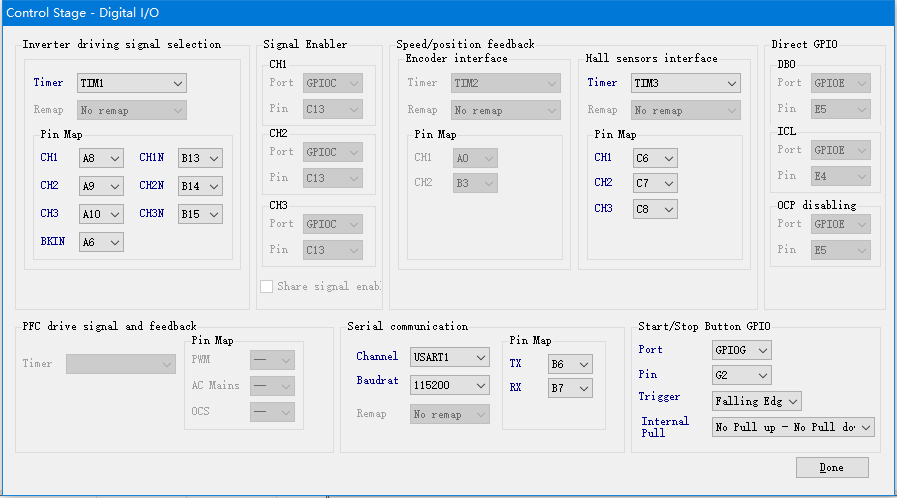 Control Stage - Digital I/O
Inverter driving signal selection
Timer TIM1
Remap No remap
Pin Map
CH1 A8 CH1N B13
CH2 A9 CH2N B14
CH3 A10 CH3N B15
BKIN A6
Signal Enabler
CH1
Port GPIOC
Pin C13
CH2
Port GPIOC
Pin C13
CH3
Port GPIOC
Pin C13
Share signal enabl
Speed/position feedback
Encoder interface
Timer TIM2
Remap No remap
Pin Map
CH1 A0
CH2 B3
Hall sensors interface
Timer TIM3
Remap No remap
Pin Map
CH1 C6
CH2 C7
CH3 C8
Direct GPIO
DBO
Port GPIOE
Pin E5
ICL
Port GPIOE
Pin E4
OCP disabling
Port GPIOE
Pin E5
PFC drive signal and feedback
Timer
Pin Map
PWM —
AC Mains —
OCS —
Serial communication
Channel USART1
Baudrat 115200
Remap No remap
Pin Map
TX B6
RX B7
Start/Stop Button GPIO
Port GPIOG
Pin G2
Trigger Falling Edg
Internal
Pull No Pull up - No Pull do
Done